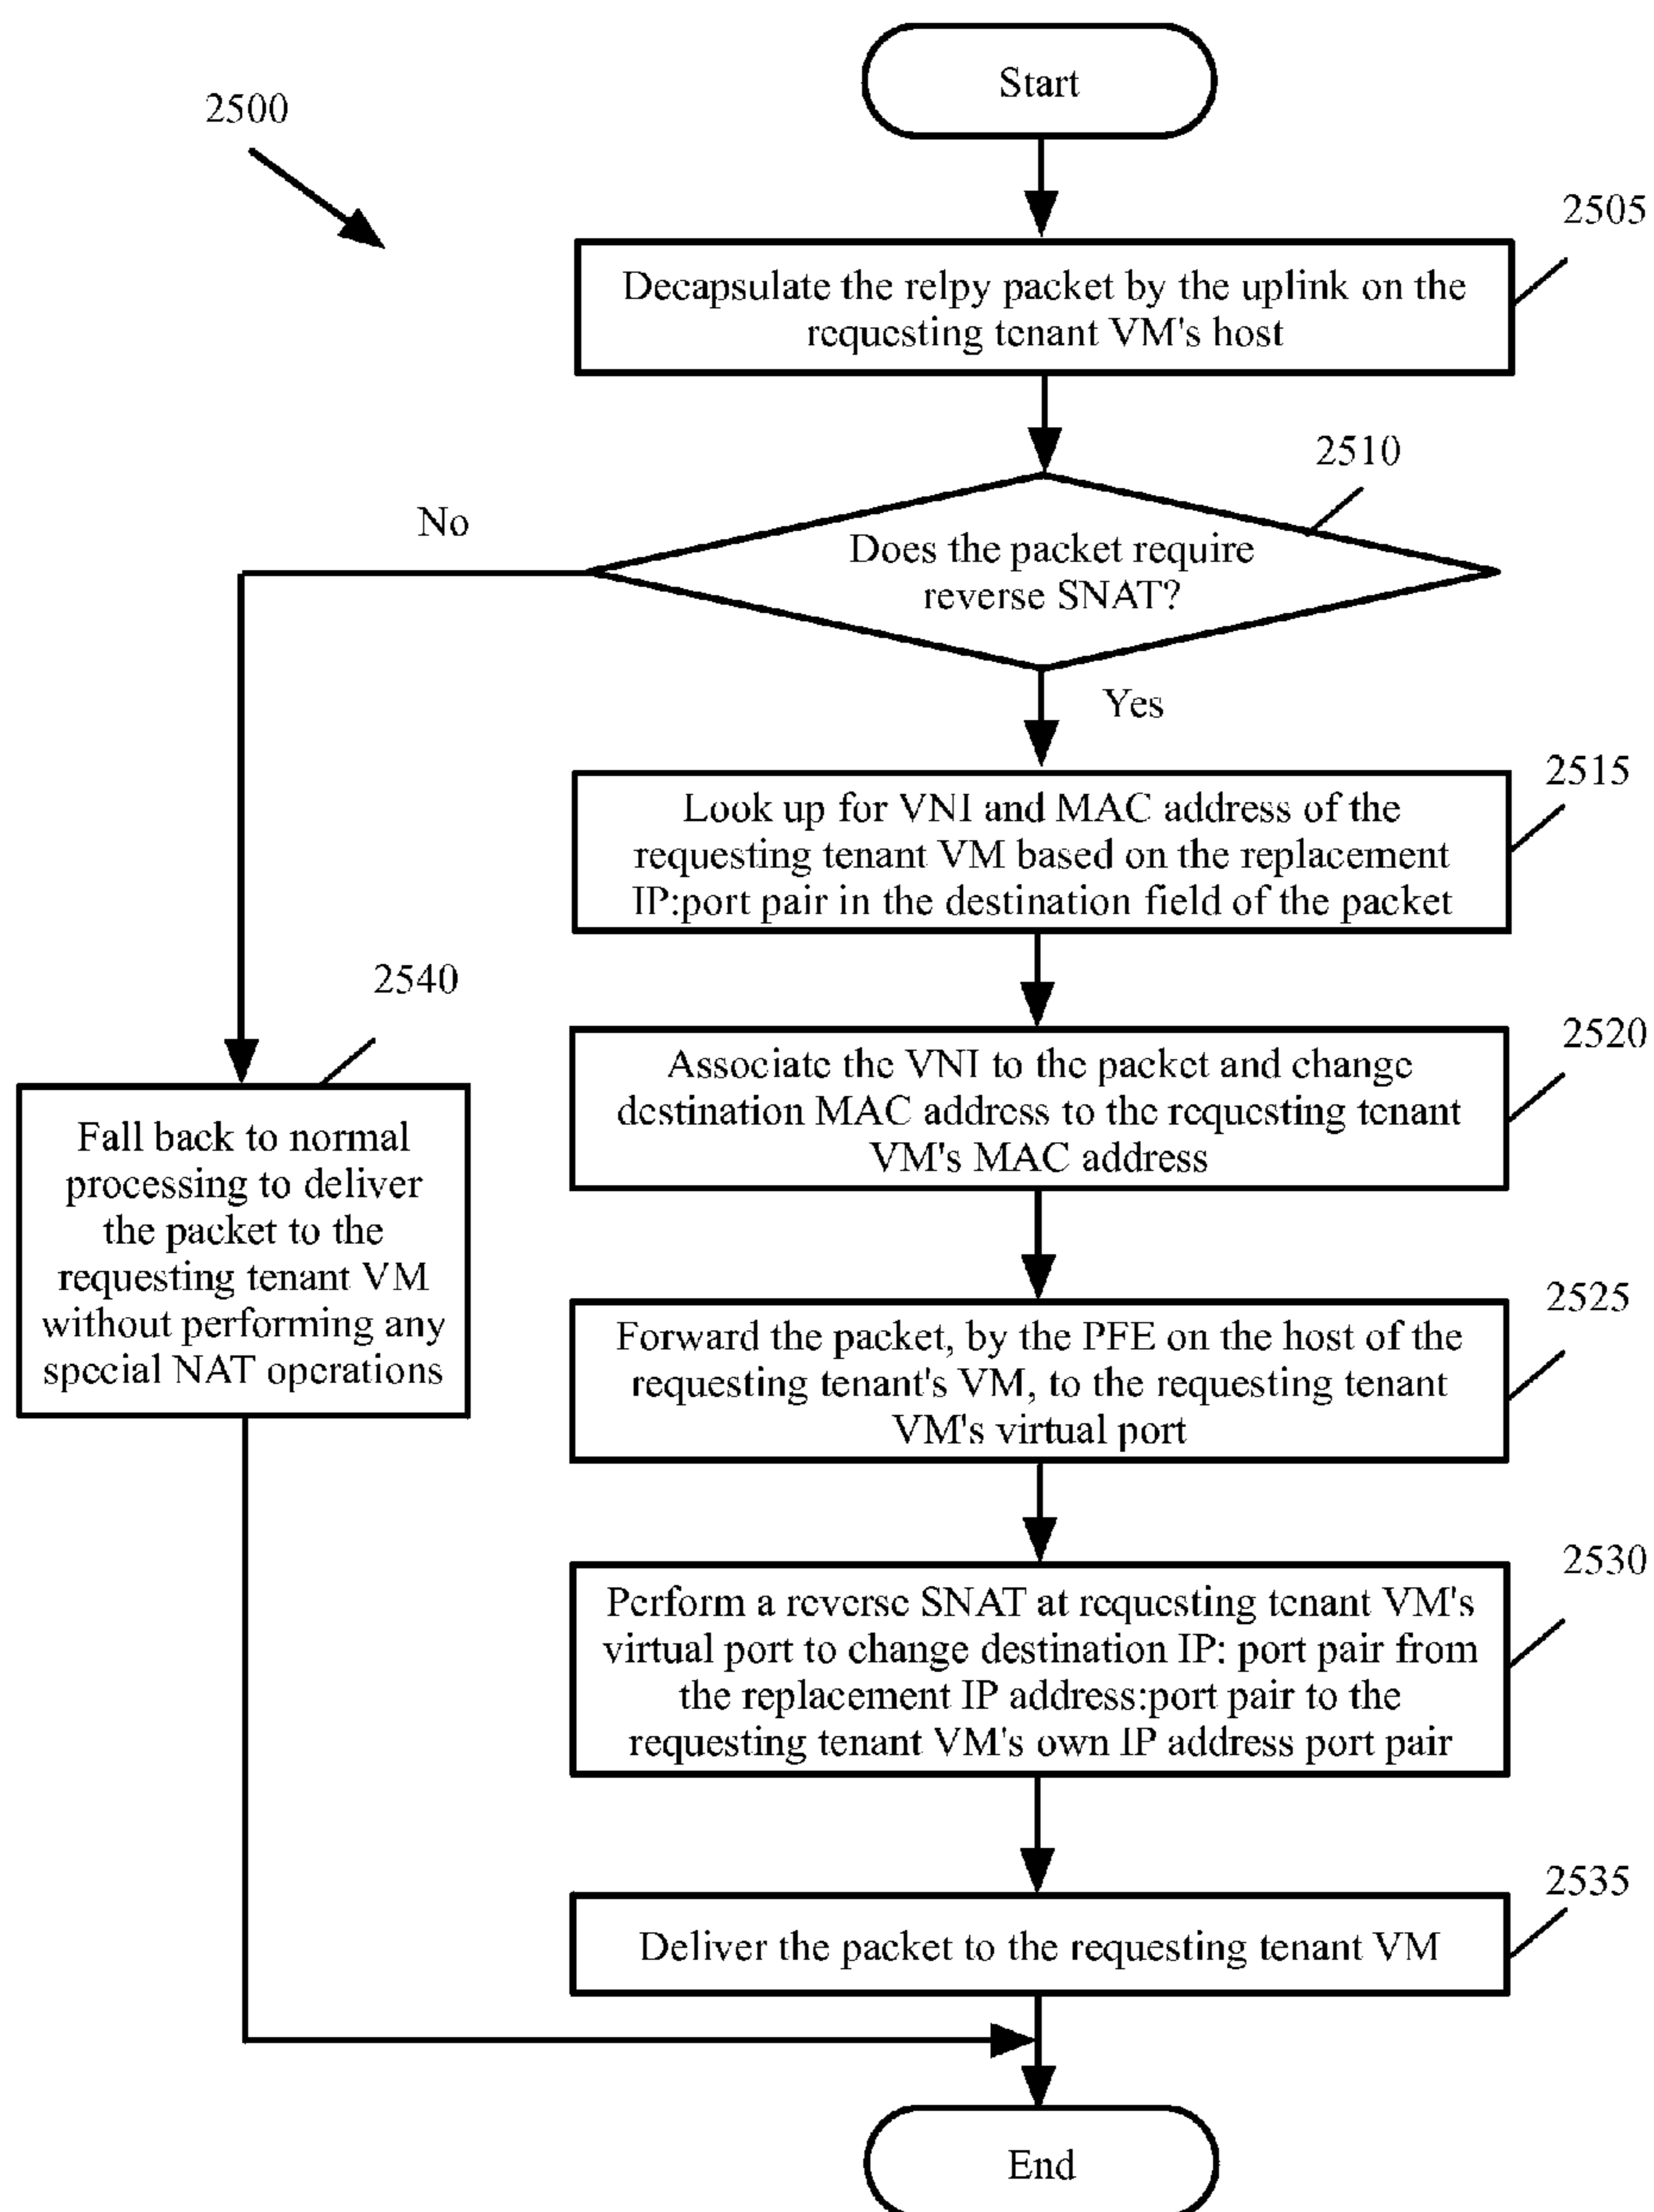 Start
2500
2505
Decapsulate the relpy packet by the uplink on the
requesting tenant VM's host
2510
No
Does the packet require
reverse SNAT?
Yes
2515
Look up for VNI and MAC address of the
requesting tenant VM based on the replacement
IP:port pair in the destination field of the packet
2540
2520
Associate the VNI to the packet and change
destination MAC address to the requesting tenant
VM's MAC address
Fall back to normal
processing to deliver
the packet to the
requesting tenant VM
without performing any
special NAT operations
2525
Forward the packet, by the PFE on the host of the
requesting tenant's VM, to the requesting tenant
VM's virtual port
2530
Perform a reverse SNAT at requesting tenant VM's
virtual port to change destination IP: port pair from
the replacement IP address:port pair to the
requesting tenant VM's own IP address port pair
2535
Deliver the packet to the requesting tenant VM
End